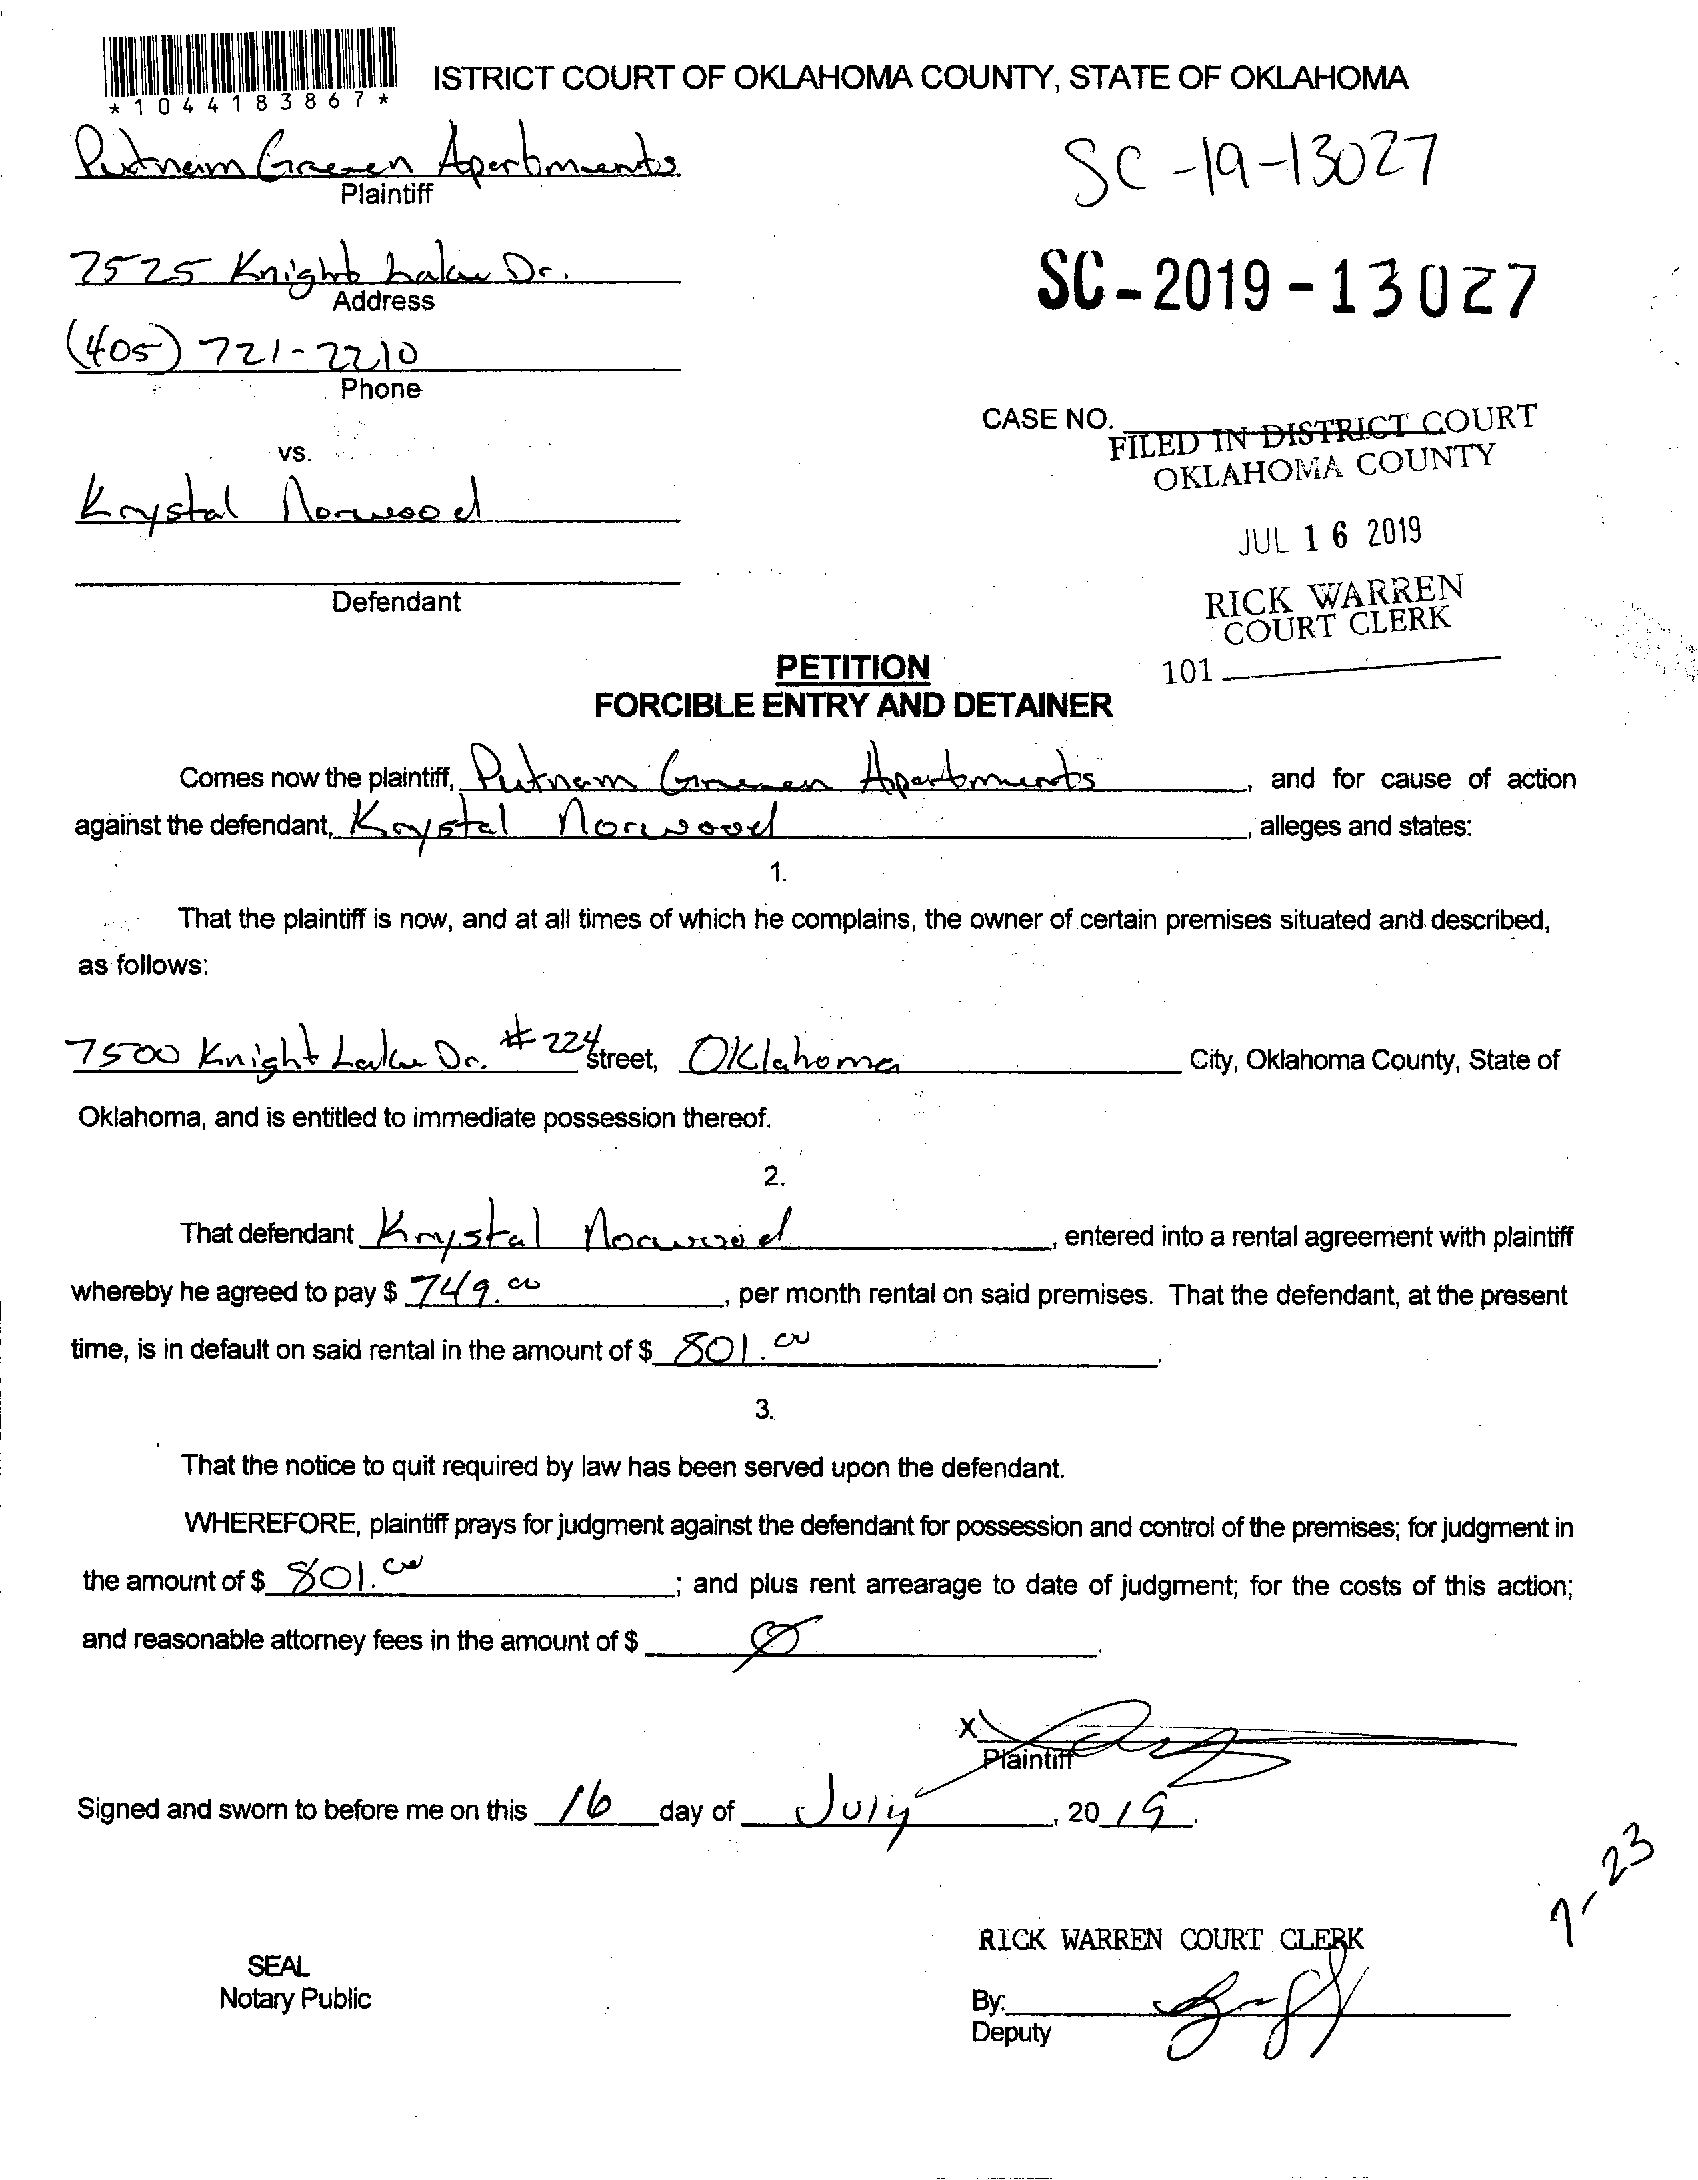 *1044183867*
ISTRICT COURT OF OKLAHOMA COUNTY, STATE OF OKLAHOMA
Putnam Green Apartments
Plaintiff
SC-19-13027
7525 Knight Lake Dr.
Address
SC-2019-13027
(405) 721-2210
Phone
CASE NO.
FILED IN DISTRICT COURT
OKLAHOMA COUNTY
vs.
Krystal Norwood
JUL 16 2019
Defendant
RICK WARREN
COURT CLERK
101
PETITION
FORCIBLE ENTRY AND DETAINER
Comes now the plaintiff, Putnam Green Apartments, and for cause of action
against the defendant, Krystal Norwood, alleges and states:
1.
That the plaintiff is now, and at all times of which he complains, the owner of certain premises situated and described,
as follows:
7500 Knight Lake Dr. #224 street, Oklahoma City, Oklahoma County, State of
Oklahoma, and is entitled to immediate possession thereof.
2.
That defendant Krystal Norwood, entered into a rental agreement with plaintiff
whereby he agreed to pay $ 749.00, per month rental on said premises. That the defendant, at the present
time, is in default on said rental in the amount of $ 801.00.
3.
That the notice to quit required by law has been served upon the defendant.
WHEREFORE, plaintiff prays for judgment against the defendant for possession and control of the premises; for judgment in
the amount of $ 801.00; and plus rent arrearage to date of judgment; for the costs of this action;
and reasonable attorney fees in the amount of $ Ø.
X
Plaintiff
Signed and sworn to before me on this 16 day of July, 2019.
7-23
RICK WARREN COURT CLERK
SEAL
Notary Public
By:
Deputy